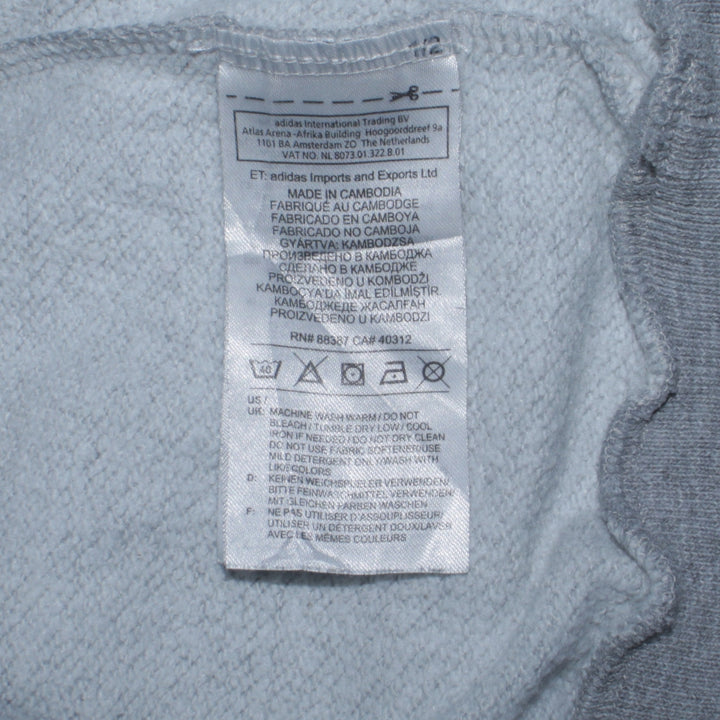 1/2
adidas International Trading BV
Atlas Arena -Afrika Building Hoogoorddreef 9a
1101 BA Amsterdam ZO The Netherlands
VAT NO. NL 8073.01.322.B.01
ET: adidas Imports and Exports Ltd
MADE IN CAMBODIA
FABRIQUÉ AU CAMBODGE
FABRICADO EN CAMBOYA
FABRICADO NO CAMBOJA
GYÁRTVA: KAMBODZSA
ПРОИЗВЕДЕНО В КАМБОДЖА
СДЕЛАНО В КАМБОДЖЕ
PROIZVEDENO U KOMBODŽI
KAMBOÇYA'DA İMAL EDİLMİŞTİR
КАМБОДЖЕДЕ ЖАСАЛҒАН
PROIZVEDENO U KAMBODZI
RN# 88387 CA# 40312
40
US /
UK: MACHINE WASH WARM / DO NOT
BLEACH / TUMBLE DRY LOW / COOL
IRON IF NEEDED / DO NOT DRY CLEAN
DO NOT USE FABRIC SOFTENER/USE
MILD DETERGENT ONLY/WASH WITH
LIKE COLORS
D: KEINEN WEICHSPUELER VERWENDEN/
BITTE FEINWASCHMITTEL VERWENDEN/
MIT GLEICHEN FARBEN WASCHEN
F: NE PAS UTILISER D'ASSOUPLISSEUR/
UTILISER UN DÉTERGENT DOUX/LAVER
AVEC LES MÊMES COULEURS